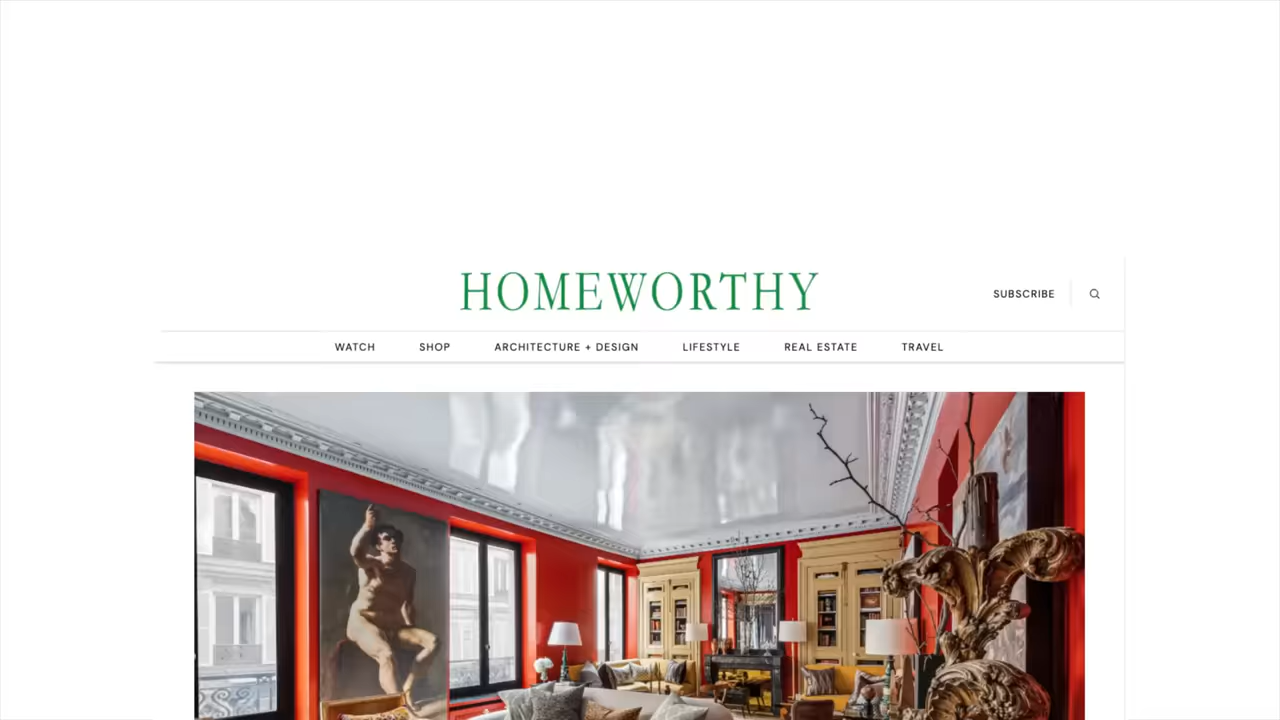 HOMEWORTHY
SUBSCRIBE
WATCH SHOP ARCHITECTURE + DESIGN LIFESTYLE REAL ESTATE TRAVEL